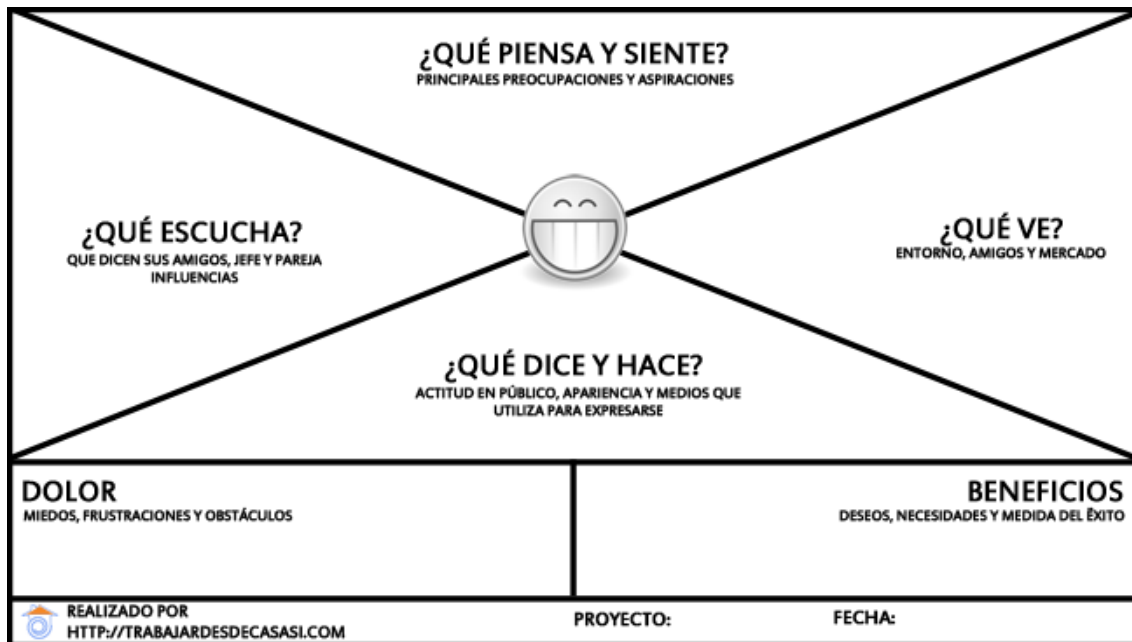 ¿QUÉ PIENSA Y SIENTE?
PRINCIPALES PREOCUPACIONES Y ASPIRACIONES
¿QUÉ ESCUCHA?
QUE DICEN SUS AMIGOS, JEFE Y PAREJA
INFLUENCIAS
¿QUÉ VE?
ENTORNO, AMIGOS Y MERCADO
¿QUÉ DICE Y HACE?
ACTITUD EN PÚBLICO, APARIENCIA Y MEDIOS QUE
UTILIZA PARA EXPRESARSE
DOLOR
MIEDOS, FRUSTRACIONES Y OBSTÁCULOS
BENEFICIOS
DESEOS, NECESIDADES Y MEDIDA DEL ÉXITO
REALIZADO POR
HTTP://TRABAJARDESDECASASI.COM
PROYECTO:
FECHA: